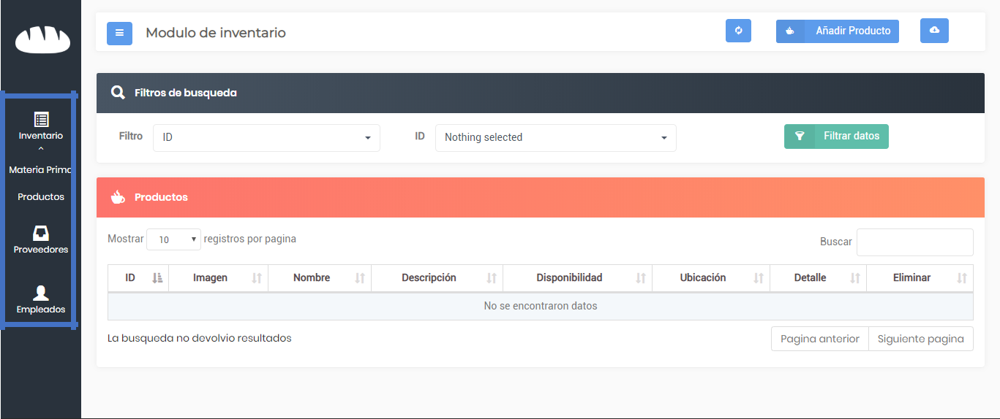 Modulo de inventario
Añadir Producto
Filtros de busqueda
Filtro ID ID Nothing selected Filtrar datos
Inventario
Materia Prima
Productos
Proveedores
Empleados
Productos
Mostrar 10 registros por pagina
Buscar
ID Imagen Nombre Descripción Disponibilidad Ubicación Detalle Eliminar
No se encontraron datos
La busqueda no devolvio resultados
Pagina anterior Siguiente pagina